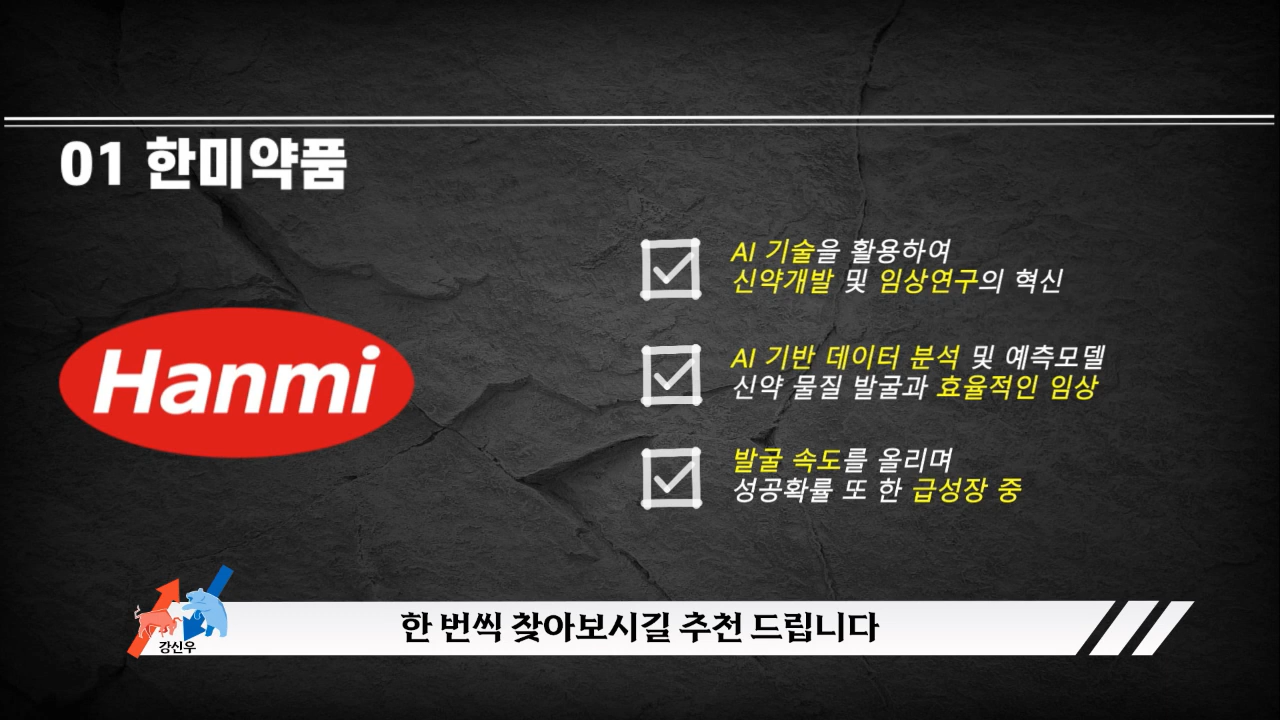 01 한미약품
Hanmi
AI 기술을 활용하여
신약개발 및 임상연구의 혁신
AI 기반 데이터 분석 및 예측모델
신약 물질 발굴과 효율적인 임상
발굴 속도를 올리며
성공확률 또 한 급성장 중
강신우
한 번씩 찾아보시길 추천 드립니다